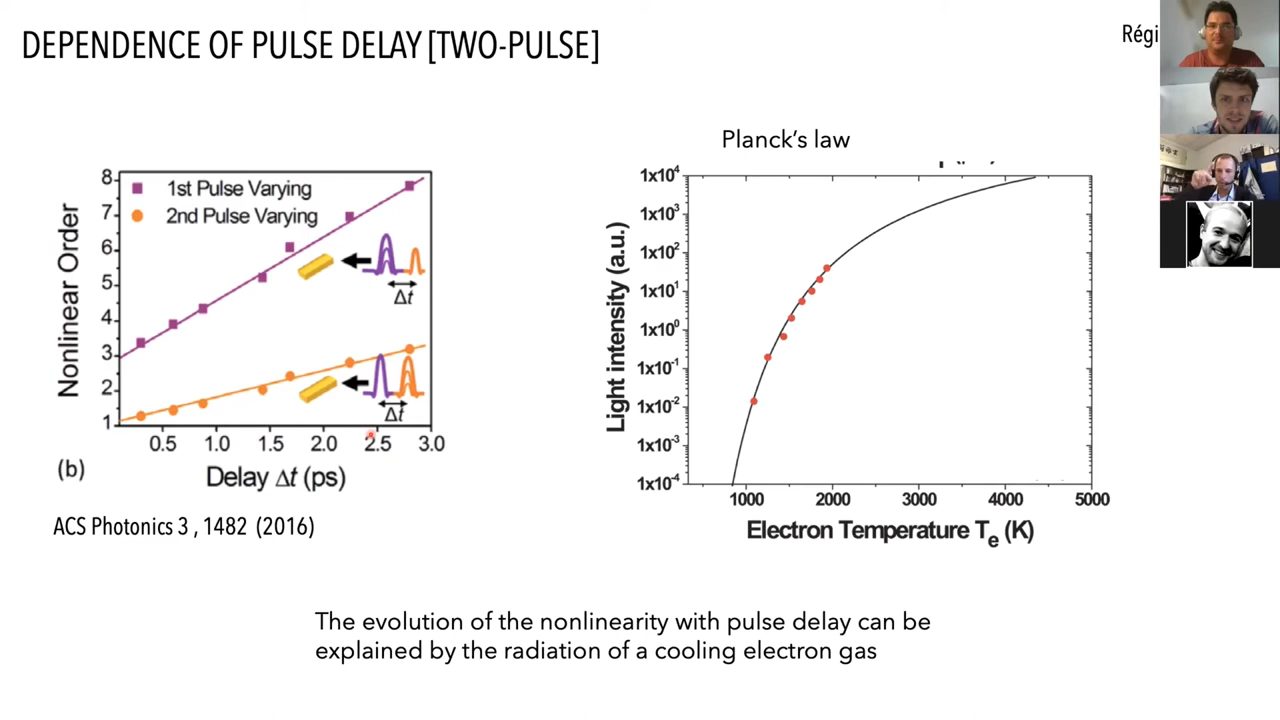 DEPENDENCE OF PULSE DELAY [TWO-PULSE]
Régi
Planck's law
8
7
6
5
4
3
2
1
Nonlinear Order
1st Pulse Varying
2nd Pulse Varying
Δt
Δt
0.5 1.0 1.5 2.0 2.5 3.0
(b)
Delay Δt (ps)
ACS Photonics 3 , 1482 (2016)
1x10⁴
1x10³
1x10²
1x10¹
1x10⁰
1x10⁻¹
1x10⁻²
1x10⁻³
1x10⁻⁴
Light intensity (a.u.)
1000 2000 3000 4000 5000
Electron Temperature Tₑ (K)
The evolution of the nonlinearity with pulse delay can be
explained by the radiation of a cooling electron gas